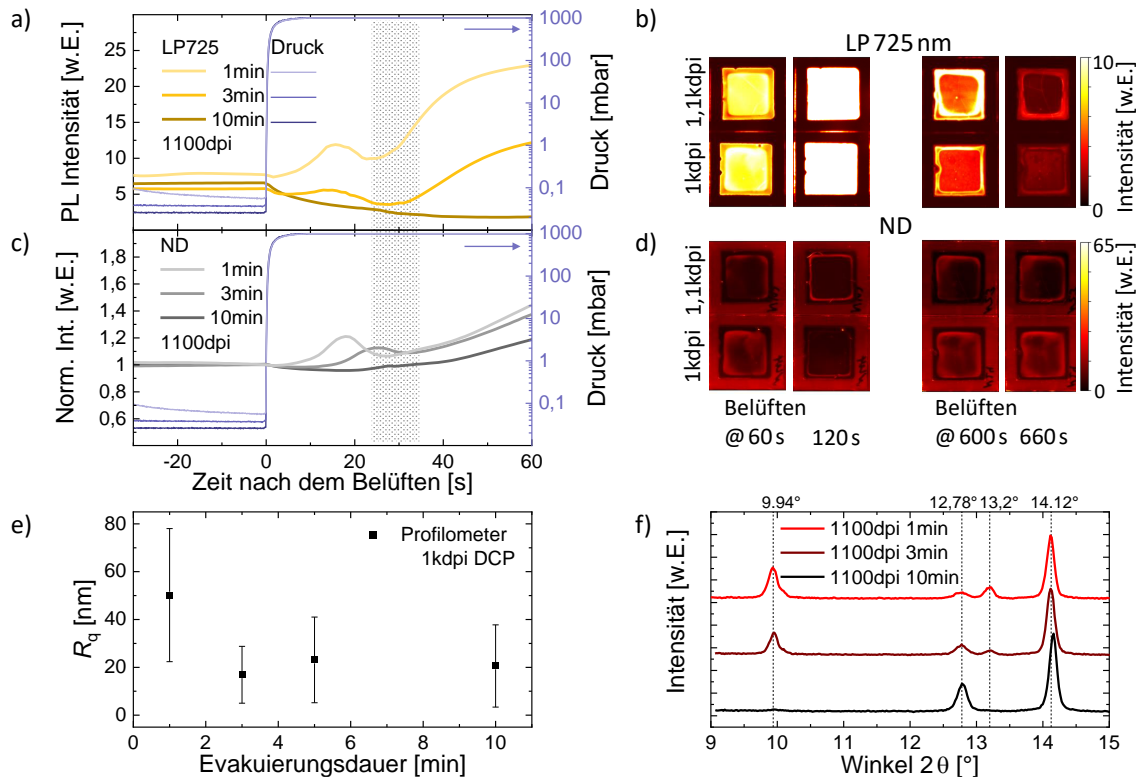 a)
PL Intensität [w.E.]
25
20
15
10
5
LP725
Druck
1min
3min
10min
1100dpi
1000
100
10
1
0,1
Druck [mbar]
b)
LP 725 nm
1,1kdpi
1kdpi
10
0
Intensität [w.E.]
c)
Norm. Int. [w.E.]
1,8
1,6
1,4
1,2
1
0,8
0,6
ND
1min
3min
10min
1100dpi
1000
100
10
1
0,1
Druck [mbar]
-20
0
20
40
60
Zeit nach dem Belüften [s]
d)
ND
1,1kdpi
1kdpi
65
0
Intensität [w.E.]
Belüften
@ 60 s
120 s
Belüften
@ 600 s
660 s
e)
Rq [nm]
80
60
40
20
0
Profilometer
1kdpi DCP
0
2
4
6
8
10
Evakuierungsdauer [min]
f)
Intensität [w.E.]
9.94°
12,78°
13,2°
14.12°
1100dpi 1min
1100dpi 3min
1100dpi 10min
9
10
11
12
13
14
15
Winkel 2θ [°]